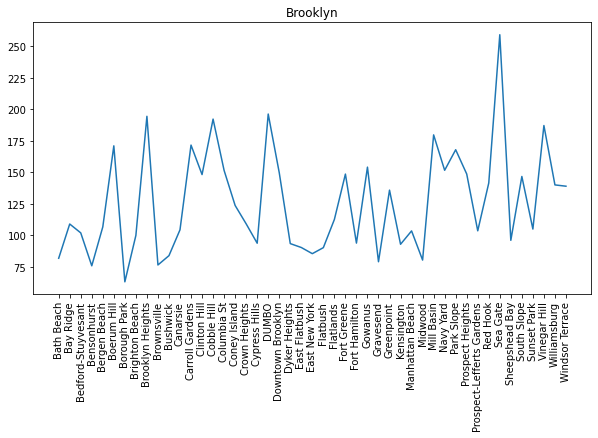 Brooklyn
250
225
200
175
150
125
100
75
Bath Beach
Bay Ridge
Bedford-Stuyvesant
Bensonhurst
Bergen Beach
Boerum Hill
Borough Park
Brighton Beach
Brooklyn Heights
Brownsville
Bushwick
Canarsie
Carroll Gardens
Clinton Hill
Cobble Hill
Columbia St
Coney Island
Crown Heights
Cypress Hills
DUMBO
Downtown Brooklyn
Dyker Heights
East Flatbush
East New York
Flatbush
Flatlands
Fort Greene
Fort Hamilton
Gowanus
Gravesend
Greenpoint
Kensington
Manhattan Beach
Midwood
Mill Basin
Navy Yard
Park Slope
Prospect Heights
Prospect-Lefferts Gardens
Red Hook
Sea Gate
Sheepshead Bay
South Slope
Sunset Park
Vinegar Hill
Williamsburg
Windsor Terrace